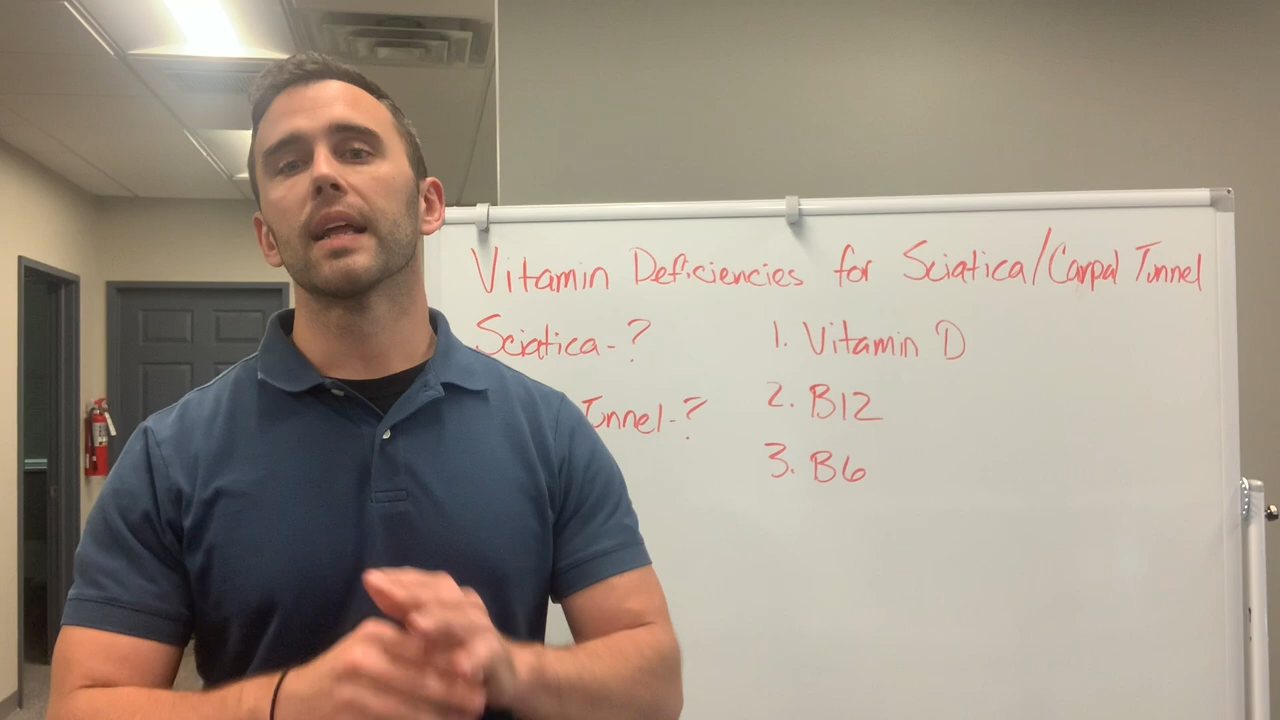 Vitamin Deficiencies for Sciatica/Carpal Tunnel
Sciatica-?
Tunnel-?
1. Vitamin D
2. B12
3. B6